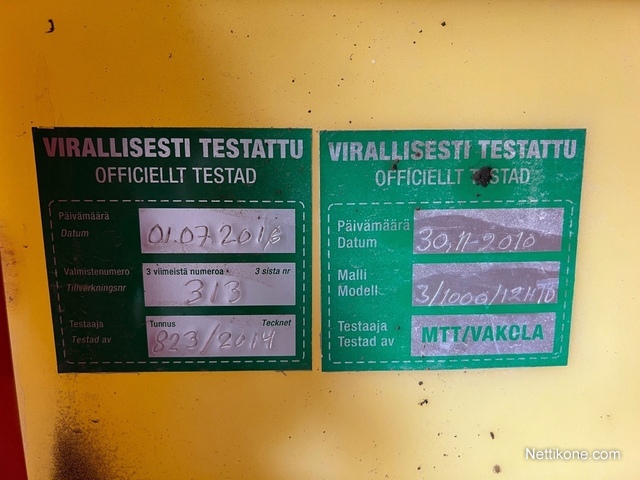 VIRALLISESTI TESTATTU
OFFICIELLT TESTAD
Päivämäärä
Datum
01.07.2016
Valmistenumero
Tillverkningsnr
3 viimeistä numeroa • 3 sista nr
313
Testaaja
Testad av
Tunnus Tecknet
823/2014
VIRALLISESTI TESTATTU
OFFICIELLT TESTAD
Päivämäärä
Datum
30,11-2010
Malli
Modell
3/1000/12HTD
Testaaja
Testad av
MTT/VAKOLA
Nettikone.com